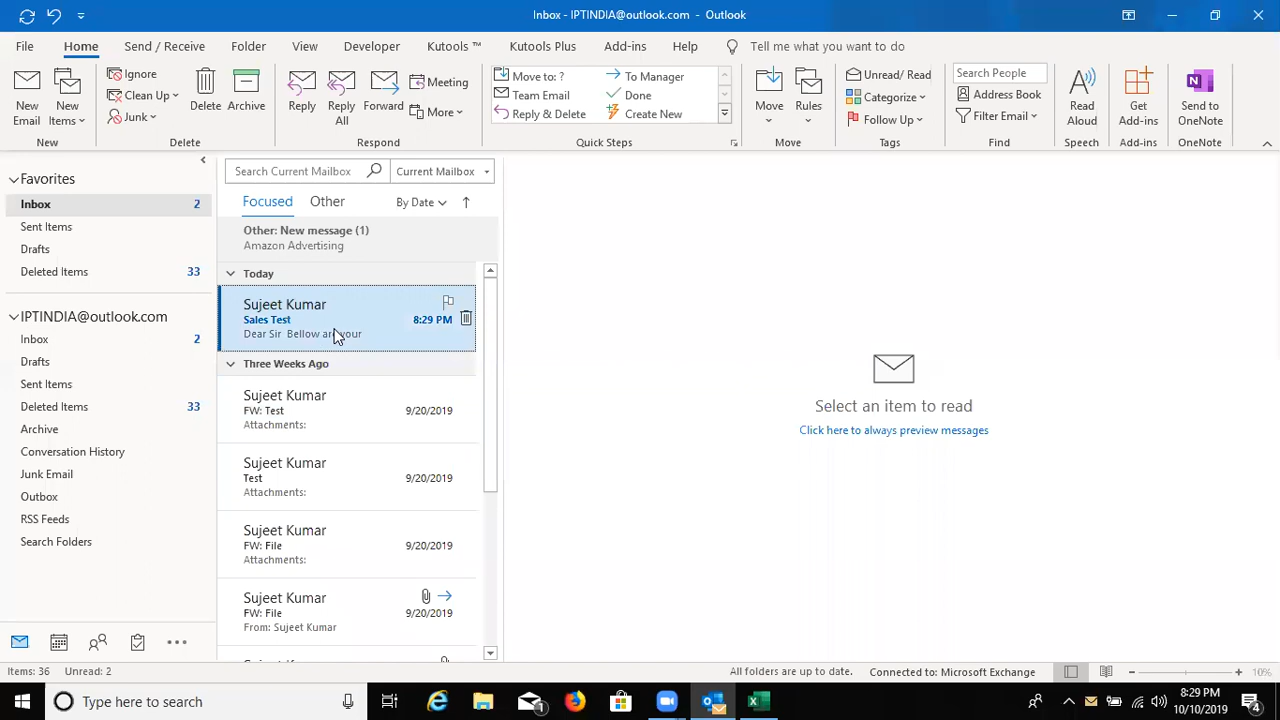 Inbox - IPTINDIA@outlook.com - Outlook
File Home Send / Receive Folder View Developer Kutools ™ Kutools Plus Add-ins Help Tell me what you want to do
New Email
New Items
Ignore
Clean Up
Junk
Delete
Archive
Reply
Reply All
Forward
Meeting
More
Move to: ?
Team Email
Reply & Delete
To Manager
Done
Create New
Move
Rules
Unread/ Read
Categorize
Follow Up
Search People
Address Book
Filter Email
Read Aloud
Get Add-ins
Send to OneNote
New Delete Respond Quick Steps Move Tags Find Speech Add-ins OneNote
Favorites
Inbox 2
Sent Items
Drafts
Deleted Items 33
IPTINDIA@outlook.com
Inbox 2
Drafts
Sent Items
Deleted Items 33
Archive
Conversation History
Junk Email
Outbox
RSS Feeds
Search Folders
Search Current Mailbox Current Mailbox
Focused Other By Date
Other: New message (1)
Amazon Advertising
Today
Sujeet Kumar
Sales Test 8:29 PM
Dear Sir Bellow are your
Three Weeks Ago
Sujeet Kumar
FW: Test 9/20/2019
Attachments:
Sujeet Kumar
Test 9/20/2019
Attachments:
Sujeet Kumar
FW: File 9/20/2019
Attachments:
Sujeet Kumar
FW: File 9/20/2019
From: Sujeet Kumar
Select an item to read
Click here to always preview messages
Items: 36 Unread: 2 All folders are up to date. Connected to: Microsoft Exchange 10%
Type here to search
1
8:29 PM
10/10/2019
4